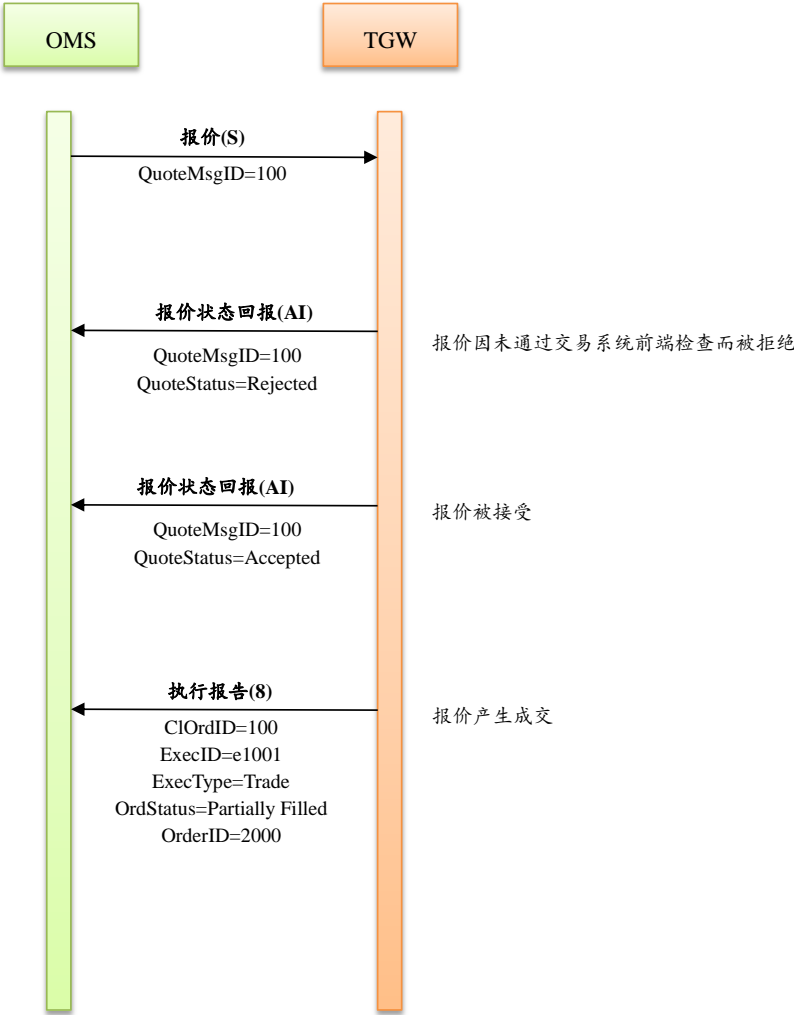 OMS
TGW
报价(S)
QuoteMsgID=100
报价状态回报(AI)
QuoteMsgID=100
QuoteStatus=Rejected
报价因未通过交易系统前端检查而被拒绝
报价状态回报(AI)
QuoteMsgID=100
QuoteStatus=Accepted
报价被接受
执行报告(8)
ClOrdID=100
ExecID=e1001
ExecType=Trade
OrdStatus=Partially Filled
OrderID=2000
报价产生成交